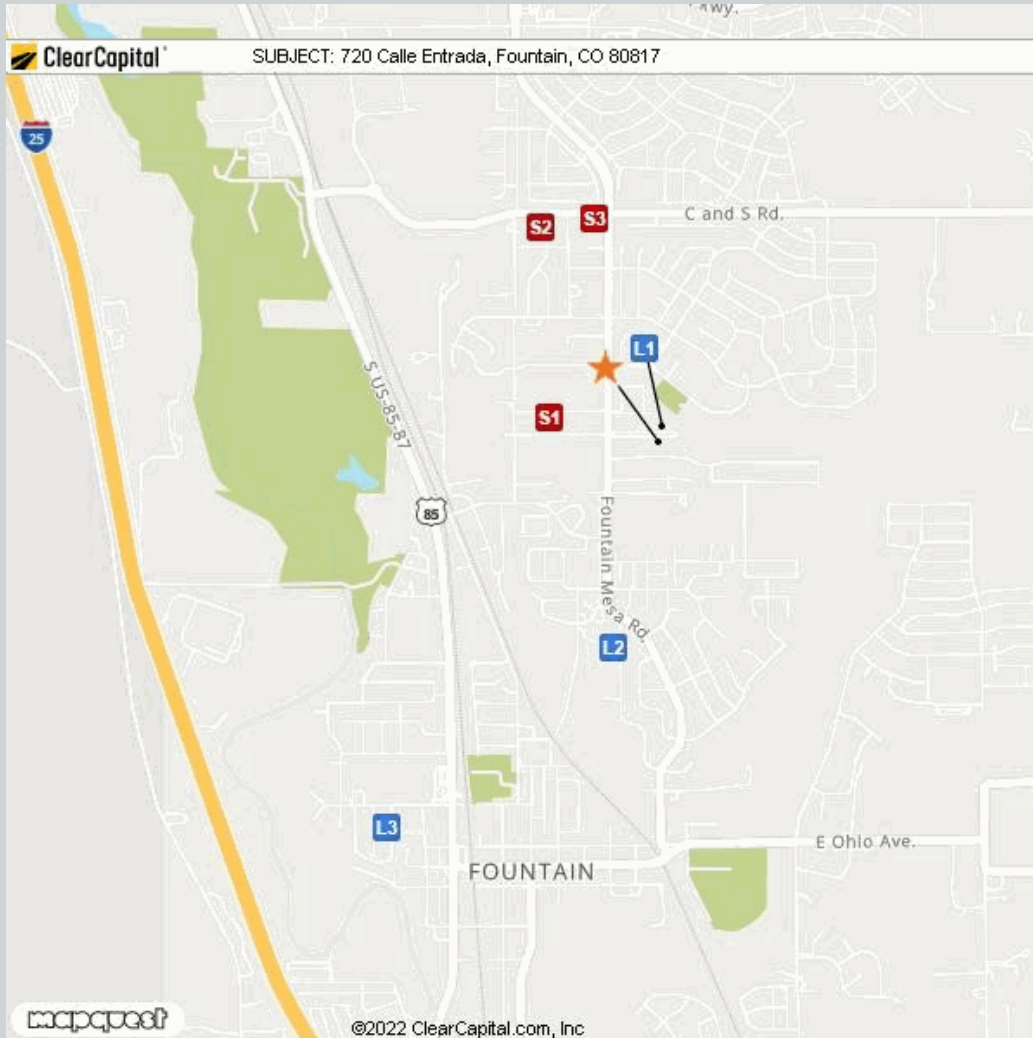 kwy.
ClearCapital
SUBJECT: 720 Calle Entrada, Fountain, CO 80817
25
S2
S3
C and S Rd.
L1
S US-85-87
S1
85
Fountain Mesa Rd.
L2
L3
E Ohio Ave.
FOUNTAIN
mapquest
©2022 ClearCapital.com, Inc